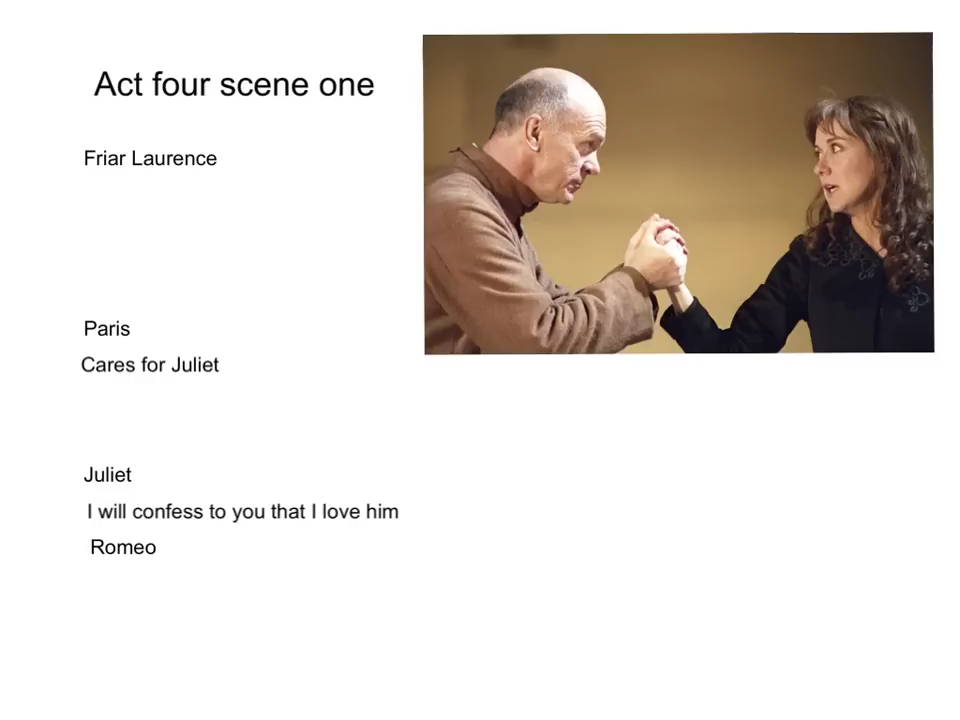 Act four scene one
Friar Laurence
Paris
Cares for Juliet
Juliet
I will confess to you that I love him
Romeo